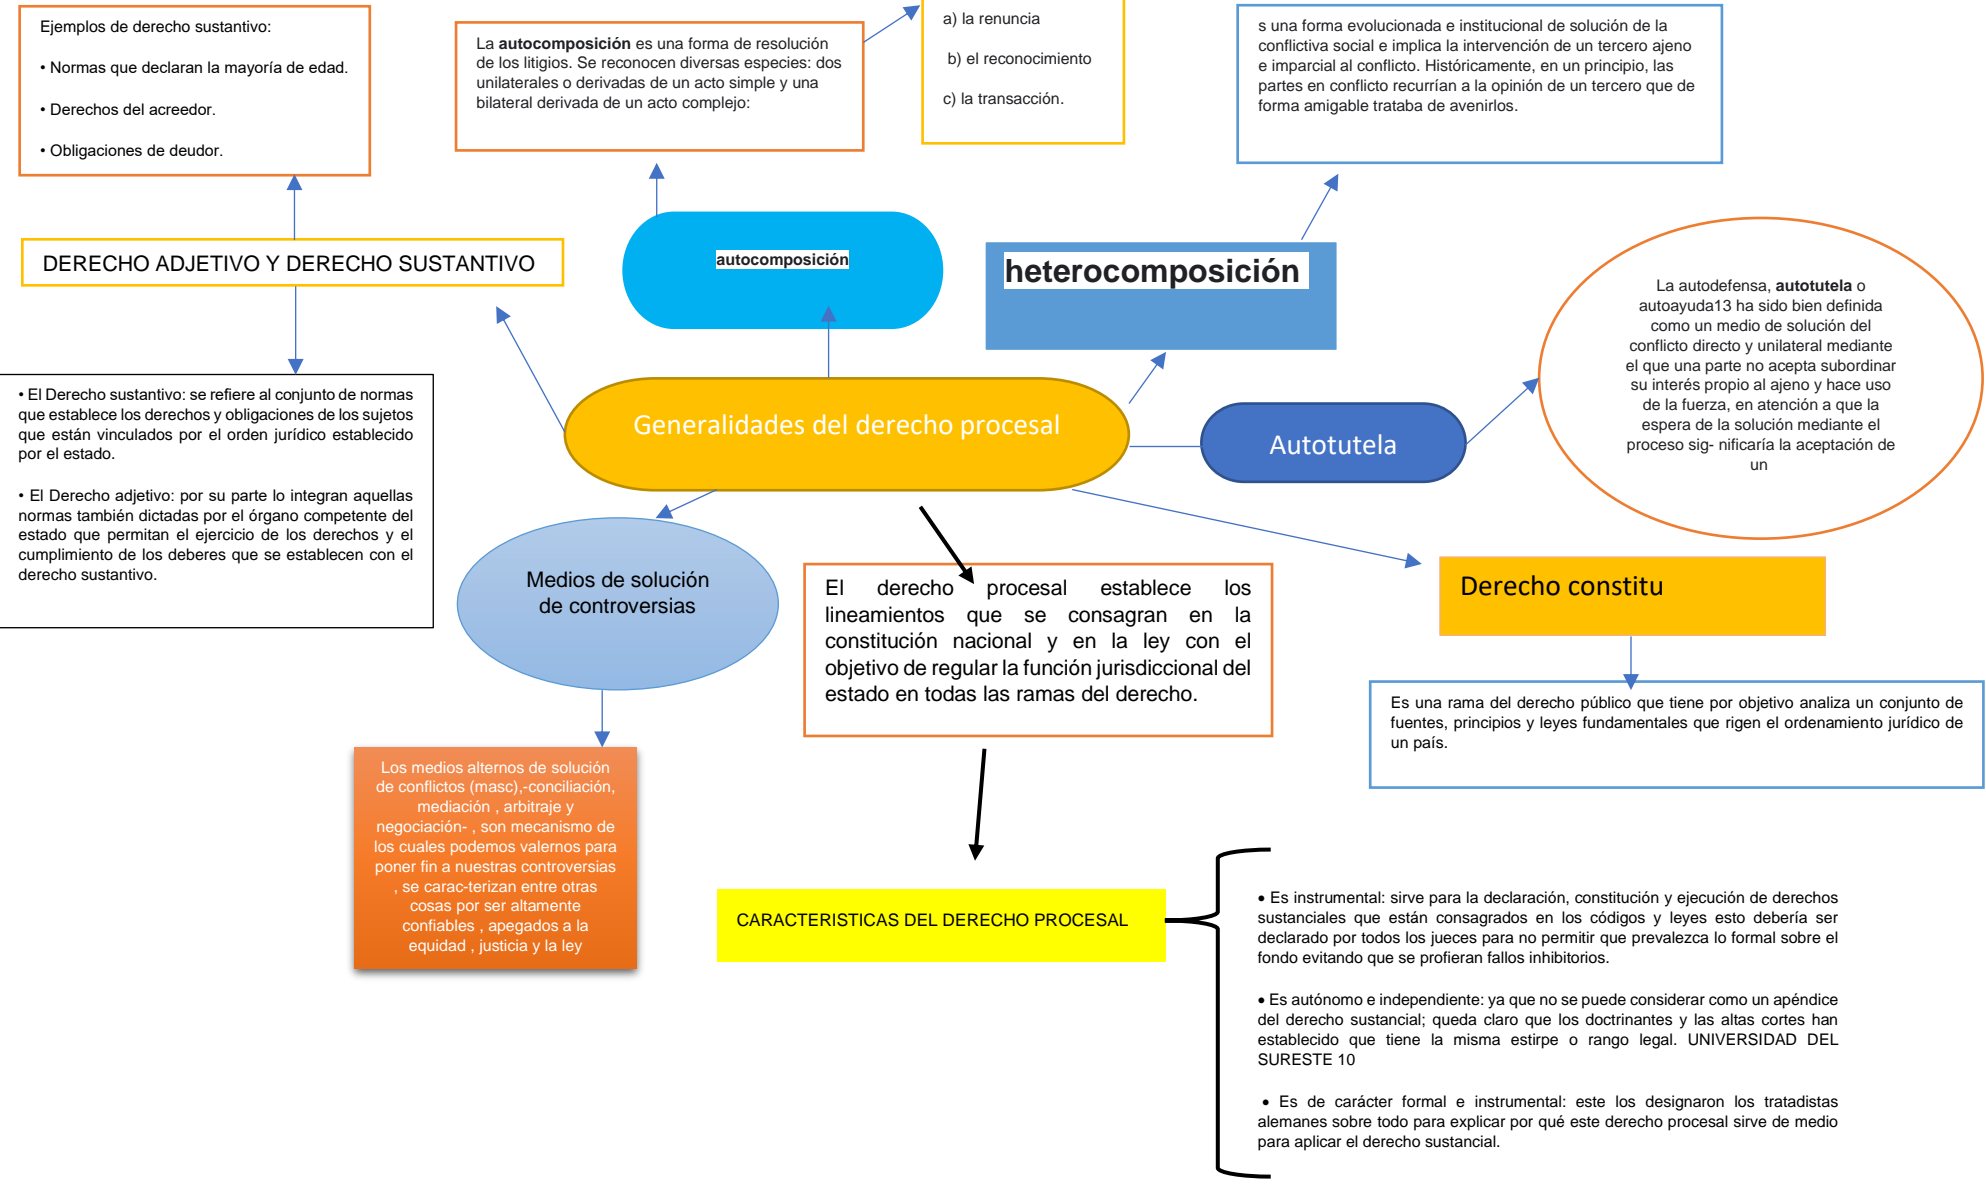 Ejemplos de derecho sustantivo:
• Normas que declaran la mayoría de edad.
• Derechos del acreedor.
• Obligaciones de deudor.
La autocomposición es una forma de resolución
de los litigios. Se reconocen diversas especies: dos
unilaterales o derivadas de un acto simple y una
bilateral derivada de un acto complejo:
a) la renuncia
b) el reconocimiento
c) la transacción.
s una forma evolucionada e institucional de solución de la
conflictiva social e implica la intervención de un tercero ajeno
e imparcial al conflicto. Históricamente, en un principio, las
partes en conflicto recurrían a la opinión de un tercero que de
forma amigable trataba de avenirlos.
DERECHO ADJETIVO Y DERECHO SUSTANTIVO
autocomposición
heterocomposición
La autodefensa, autotutela o
autoayuda13 ha sido bien definida
como un medio de solución del
conflicto directo y unilateral mediante
el que una parte no acepta subordinar
su interés propio al ajeno y hace uso
de la fuerza, en atención a que la
espera de la solución mediante el
proceso sig- nificaría la aceptación de
un
• El Derecho sustantivo: se refiere al conjunto de normas
que establece los derechos y obligaciones de los sujetos
que están vinculados por el orden jurídico establecido
por el estado.
• El Derecho adjetivo: por su parte lo integran aquellas
normas también dictadas por el órgano competente del
estado que permitan el ejercicio de los derechos y el
cumplimiento de los deberes que se establecen con el
derecho sustantivo.
Generalidades del derecho procesal
Autotutela
Medios de solución
de controversias
El derecho procesal establece los
lineamientos que se consagran en la
constitución nacional y en la ley con el
objetivo de regular la función jurisdiccional del
estado en todas las ramas del derecho.
Derecho constitu
Es una rama del derecho público que tiene por objetivo analiza un conjunto de
fuentes, principios y leyes fundamentales que rigen el ordenamiento jurídico de
un país.
Los medios alternos de solución
de conflictos (masc),-conciliación,
mediación , arbitraje y
negociación- , son mecanismo de
los cuales podemos valernos para
poner fin a nuestras controversias
, se carac-terizan entre otras
cosas por ser altamente
confiables , apegados a la
equidad , justicia y la ley
CARACTERISTICAS DEL DERECHO PROCESAL
• Es instrumental: sirve para la declaración, constitución y ejecución de derechos
sustanciales que están consagrados en los códigos y leyes esto debería ser
declarado por todos los jueces para no permitir que prevalezca lo formal sobre el
fondo evitando que se profieran fallos inhibitorios.
• Es autónomo e independiente: ya que no se puede considerar como un apéndice
del derecho sustancial; queda claro que los doctrinantes y las altas cortes han
establecido que tiene la misma estirpe o rango legal. UNIVERSIDAD DEL
SURESTE 10
• Es de carácter formal e instrumental: este los designaron los tratadistas
alemanes sobre todo para explicar por qué este derecho procesal sirve de medio
para aplicar el derecho sustancial.